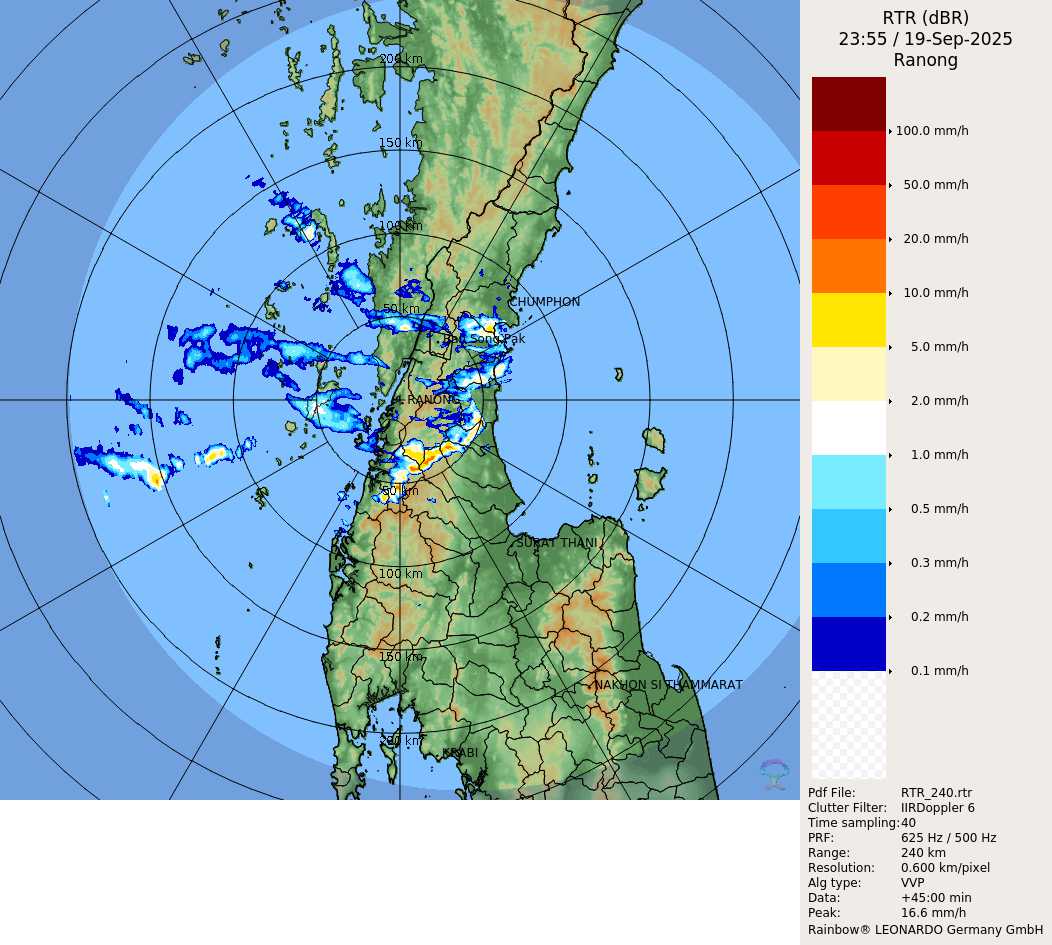 RTR (dBR)
23:55 / 19-Sep-2025
Ranong
200 km
150 km
100 km
50 km
CHUMPHON
Ban Song Pak
RANONG
50 km
SURAT THANI
100 km
150 km
NAKHON SI THAMMARAT
200 km
KRABI
100.0 mm/h
50.0 mm/h
20.0 mm/h
10.0 mm/h
5.0 mm/h
2.0 mm/h
1.0 mm/h
0.5 mm/h
0.3 mm/h
0.2 mm/h
0.1 mm/h
Pdf File: RTR_240.rtr
Clutter Filter: IIRDoppler 6
Time sampling:40
PRF: 625 Hz / 500 Hz
Range: 240 km
Resolution: 0.600 km/pixel
Alg type: VVP
Data: +45:00 min
Peak: 16.6 mm/h
Rainbow® LEONARDO Germany GmbH